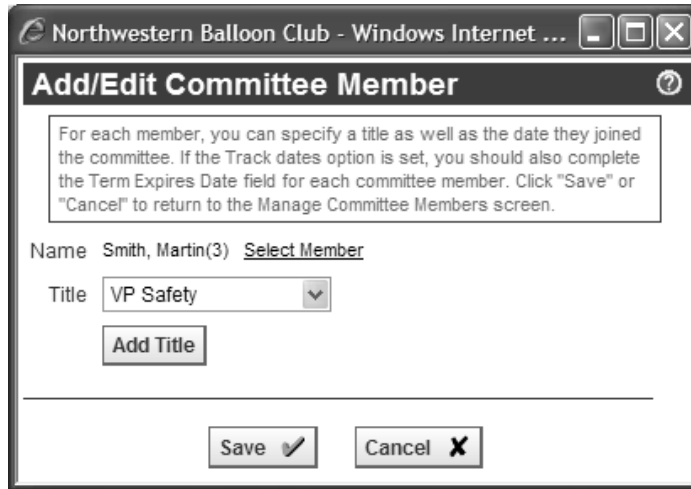 Northwestern Balloon Club - Windows Internet ...
Add/Edit Committee Member
For each member, you can specify a title as well as the date they joined
the committee. If the Track dates option is set, you should also complete
the Term Expires Date field for each committee member. Click "Save" or
"Cancel" to return to the Manage Committee Members screen.
Name Smith, Martin(3) Select Member
Title VP Safety
Add Title
Save Cancel